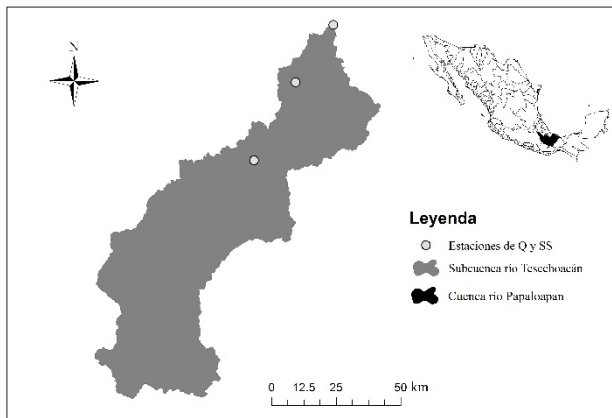 N
Leyenda
Estaciones de Q y SS
Subcuenca río Tesechoacán
Cuenca río Papaloapan
0 12.5 25 50 km